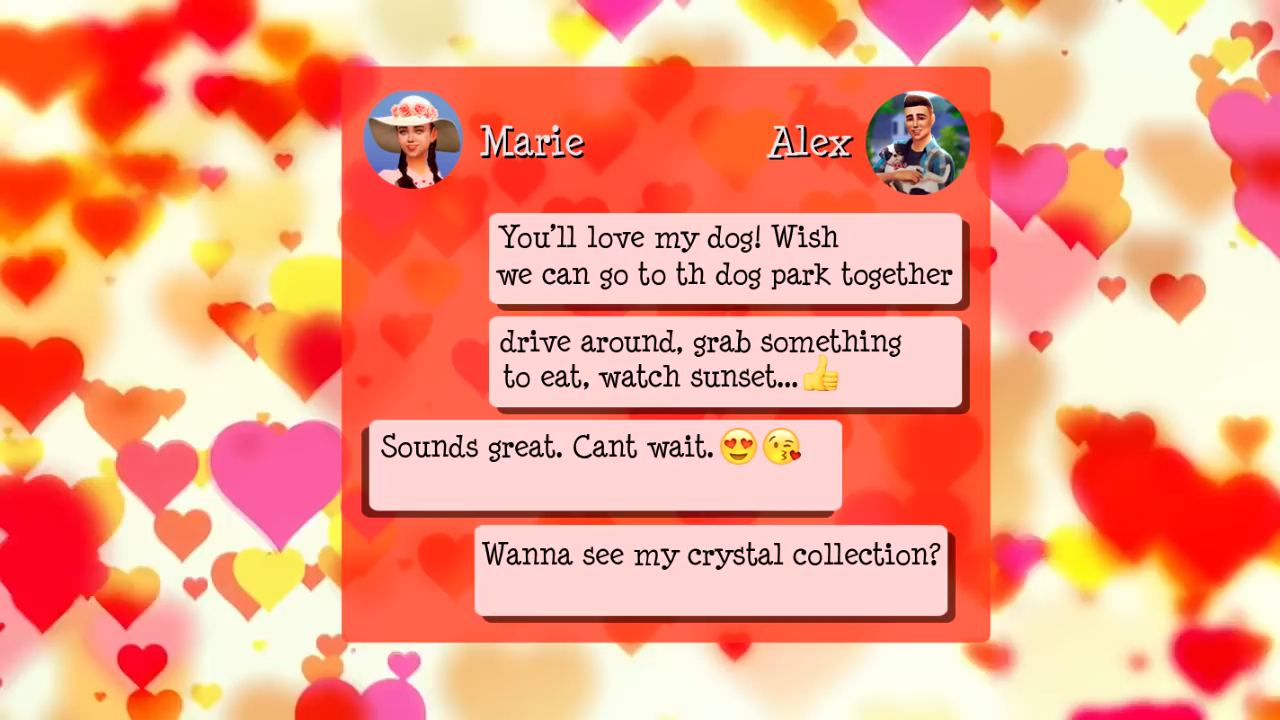 Marie
Alex
You'll love my dog! Wish
we can go to th dog park together
drive around, grab something
to eat, watch sunset...👍
Sounds great. Cant wait.😍😘
Wanna see my crystal collection?